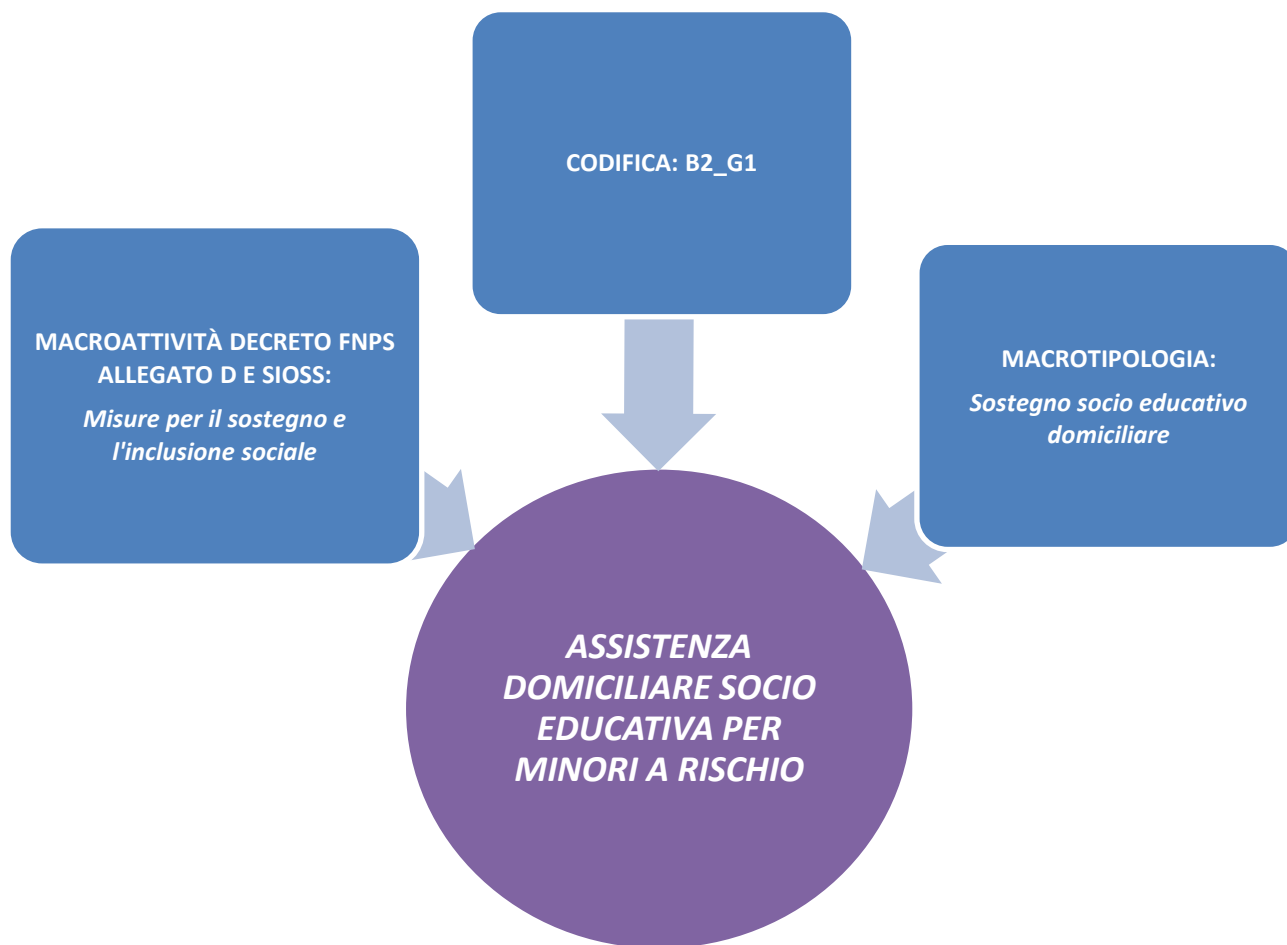 CODIFICA: B2_G1
MACROATTIVITÀ DECRETO FNPS
ALLEGATO D E SIOSS:
Misure per il sostegno e
l'inclusione sociale
MACROTIPOLOGIA:
Sostegno socio educativo
domiciliare
ASSISTENZA
DOMICILIARE SOCIO
EDUCATIVA PER
MINORI A RISCHIO